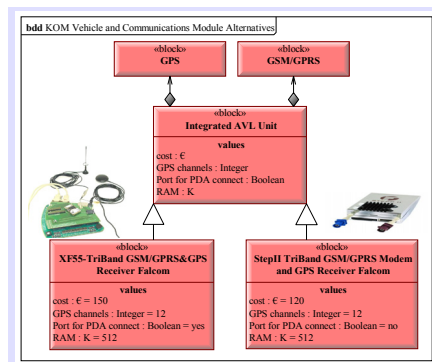 bdd KOM Vehicle and Communications Module Alternatives
«block»
GPS
«block»
GSM/GPRS
«block»
Integrated AVL Unit
values
cost : €
GPS channels : Integer
Port for PDA connect : Boolean
RAM : K
«block»
XF55-TriBand GSM/GPRS&GPS
Receiver Falcom
values
cost : € = 150
GPS channels : Integer = 12
Port for PDA connect : Boolean = yes
RAM : K = 512
«block»
StepII TriBand GSM/GPRS Modem
and GPS Receiver Falcom
values
cost : € = 120
GPS channels : Integer = 12
Port for PDA connect : Boolean = no
RAM : K = 512